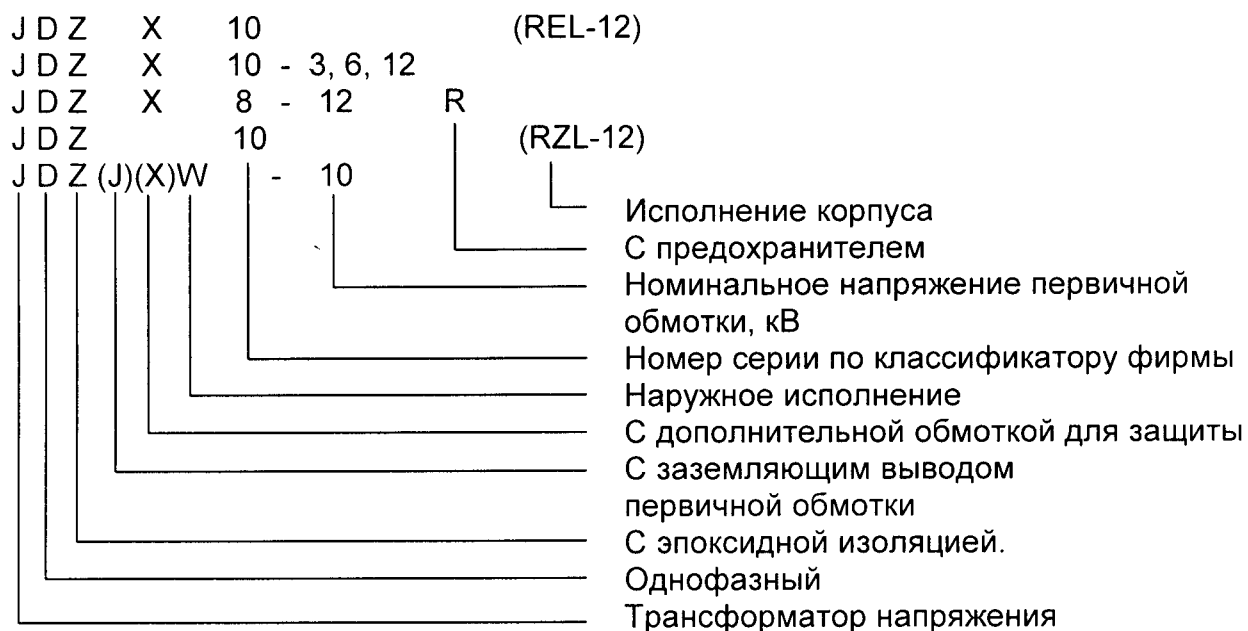 J D Z X 10 (REL-12)
J D Z X 10 - 3, 6, 12
J D Z X 8 - 12 R
J D Z 10 (RZL-12)
J D Z (J)(X)W - 10
Исполнение корпуса
С предохранителем
Номинальное напряжение первичной
обмотки, кВ
Номер серии по классификатору фирмы
Наружное исполнение
С дополнительной обмоткой для защиты
С заземляющим выводом
первичной обмотки
С эпоксидной изоляцией.
Однофазный
Трансформатор напряжения